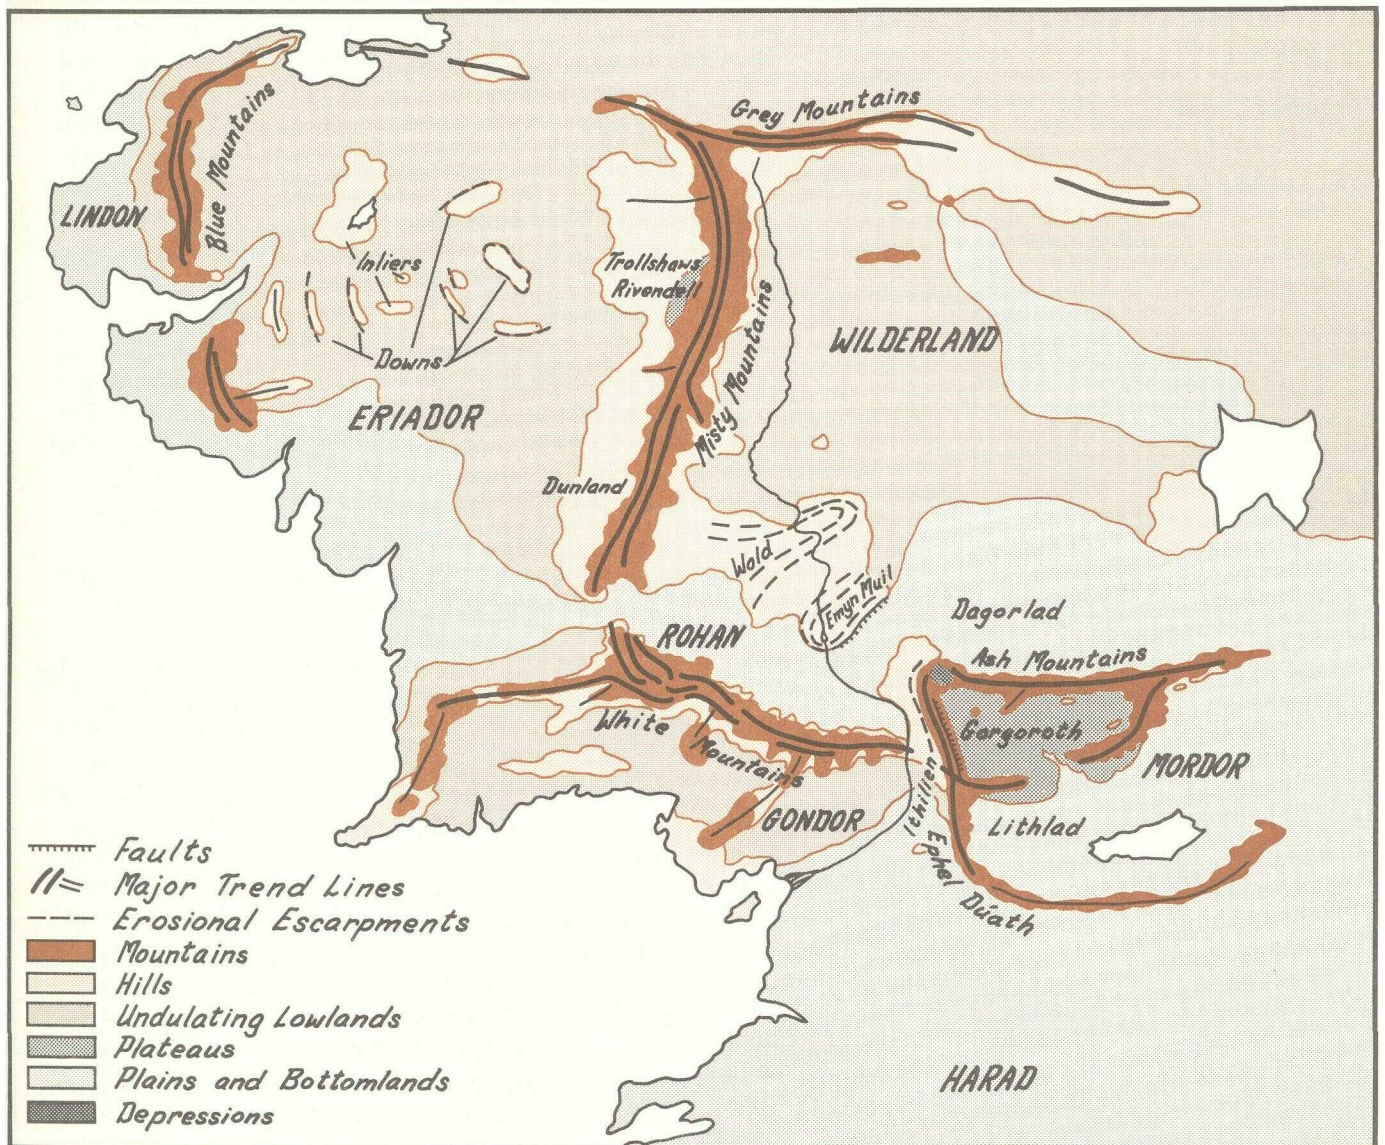 Grey Mountains
Blue Mountains
LINDON
Inliers
Trollshaws
Rivendell
Misty Mountains
WILDERLAND
Downs
ERIADOR
Dunland
Wold
Emyn Muil
Dagorlad
ROHAN
Ash Mountains
White Mountains
Gorgoroth
MORDOR
Ithilien
GONDOR
Lithlad
Ephel Dúath
HARAD
Faults
Major Trend Lines
Erosional Escarpments
Mountains
Hills
Undulating Lowlands
Plateaus
Plains and Bottomlands
Depressions